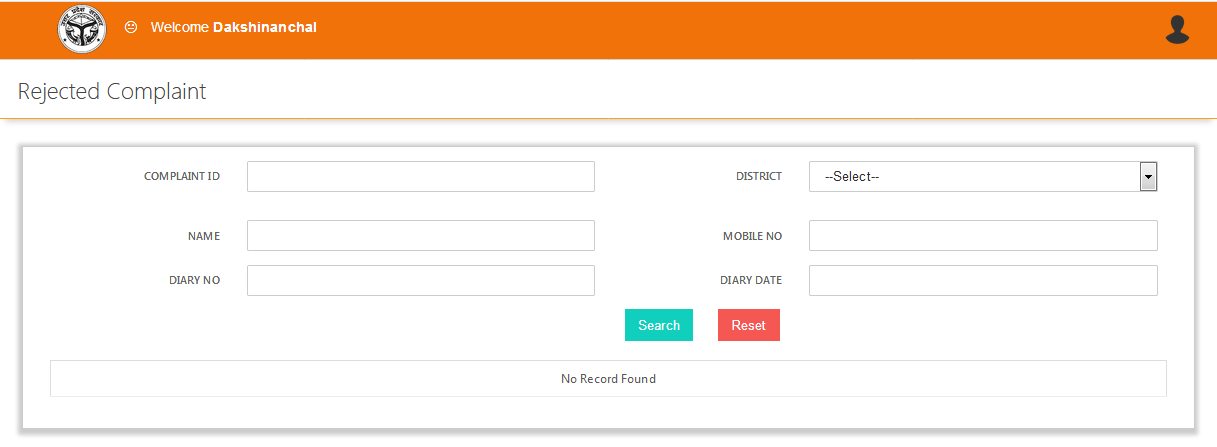 Welcome Dakshinanchal
Rejected Complaint
COMPLAINT ID
DISTRICT
--Select--
NAME
MOBILE NO
DIARY NO
DIARY DATE
Search
Reset
No Record Found